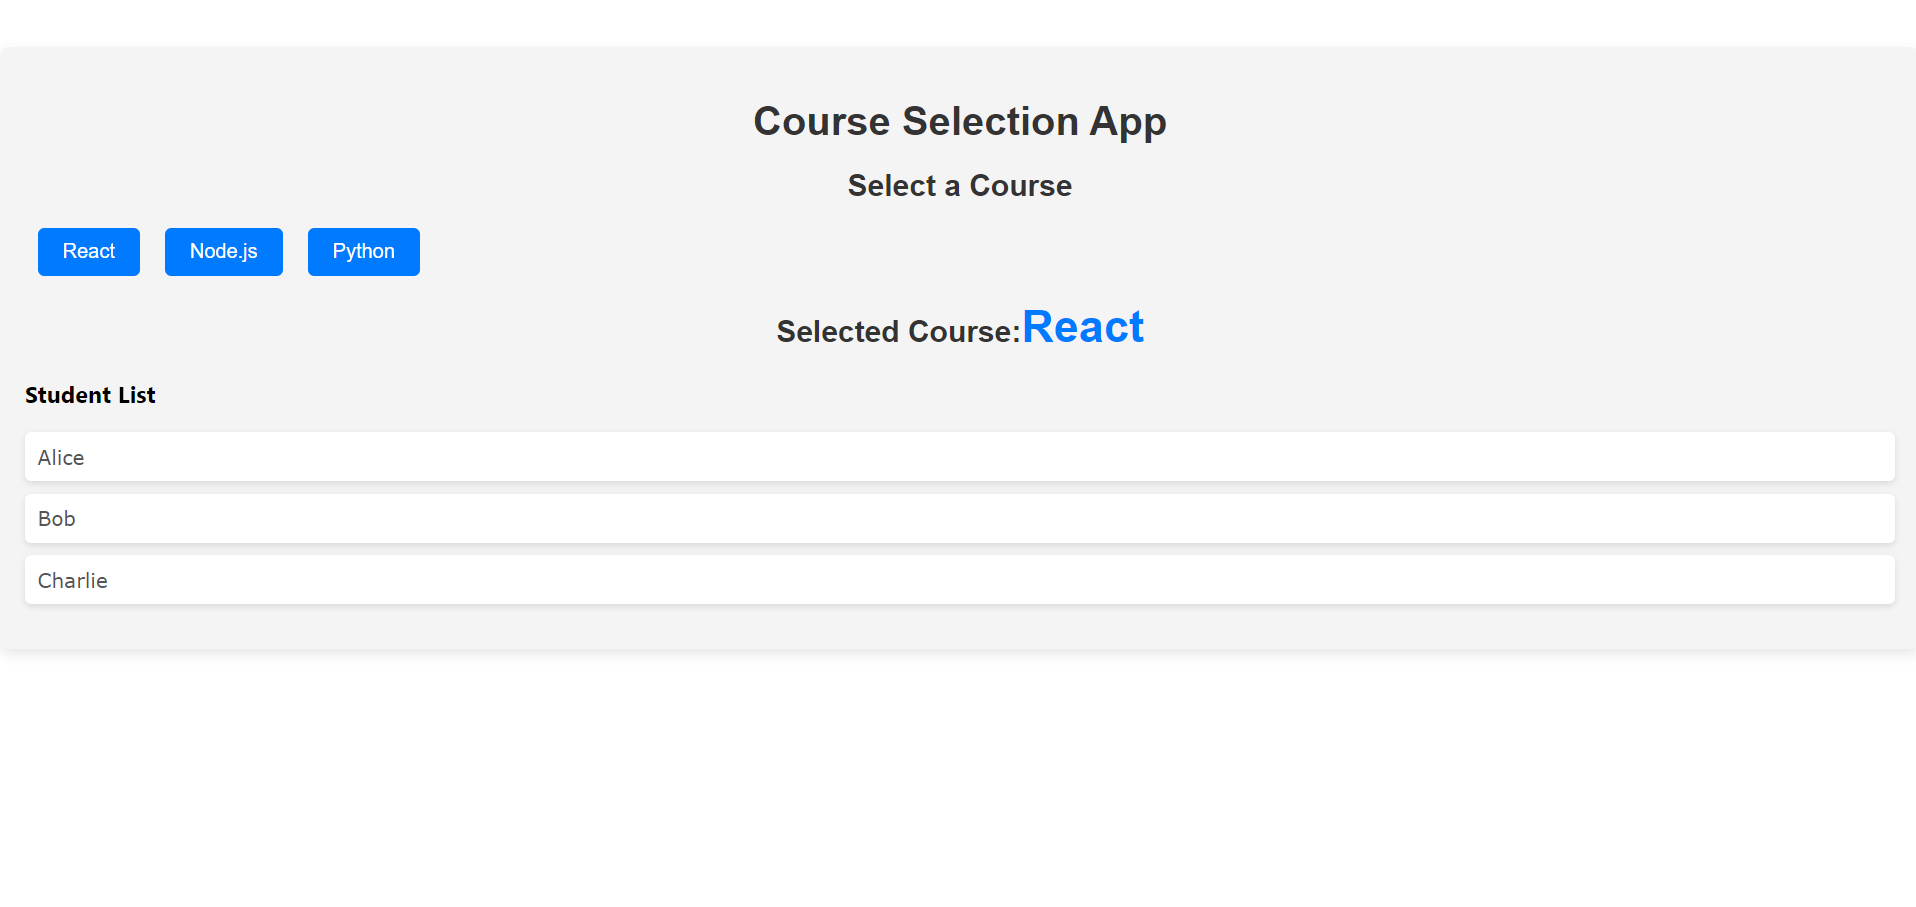 Course Selection App
Select a Course
React Node.js Python
Selected Course:React
Student List
Alice
Bob
Charlie